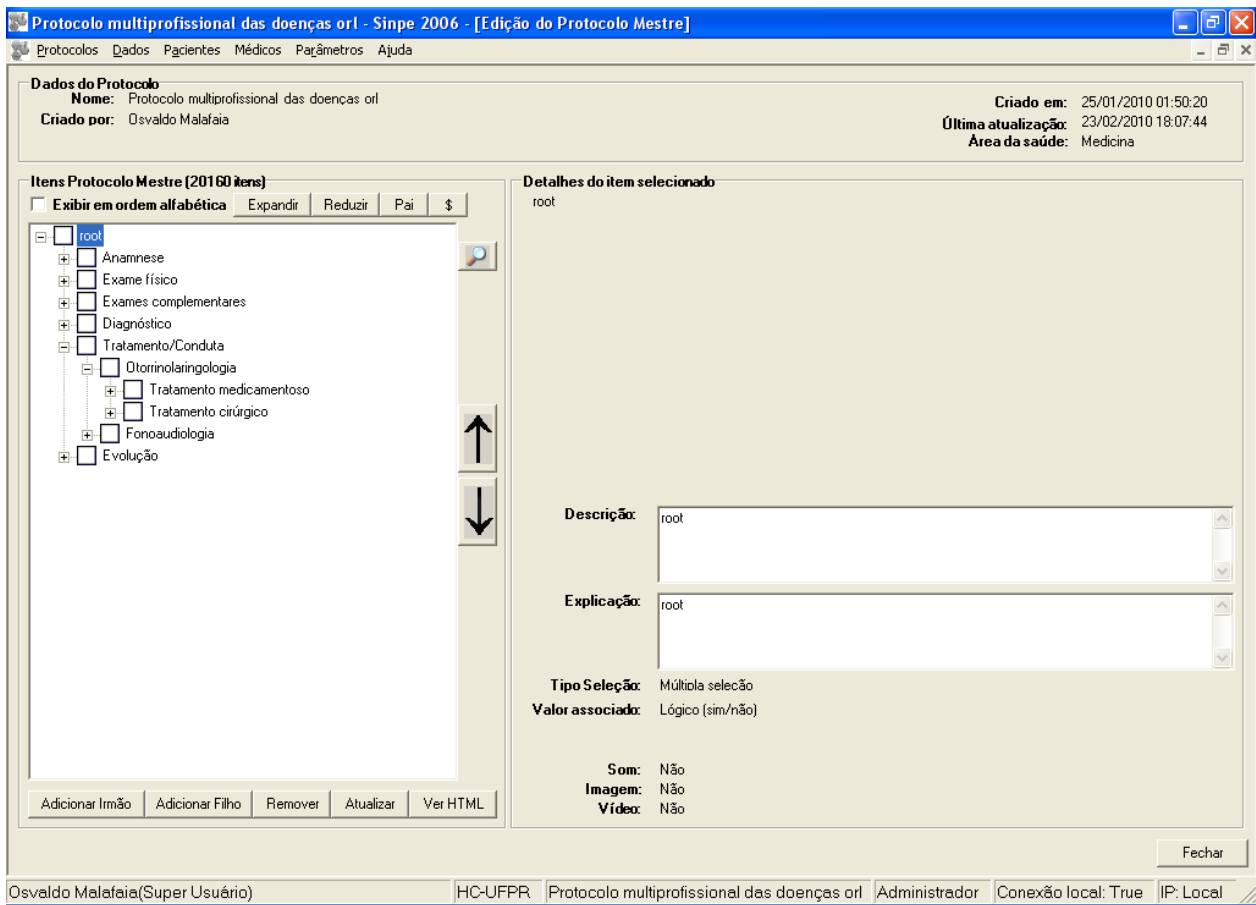 Protocolo multiprofissional das doenças orl - Sinpe 2006 - [Edição do Protocolo Mestre]
Protocolos Dados Pacientes Médicos Parâmetros Ajuda
Dados do Protocolo
Nome: Protocolo multiprofissional das doenças orl
Criado por: Osvaldo Malafaia
Criado em: 25/01/2010 01:50:20
Última atualização: 23/02/2010 18:07:44
Área da saúde: Medicina
Itens Protocolo Mestre (20160 itens)
Exibir em ordem alfabética Expandir Reduzir Pai $
root
Anamnese
Exame físico
Exames complementares
Diagnóstico
Tratamento/Conduta
Otorrinolaringologia
Tratamento medicamentoso
Tratamento cirúrgico
Fonoaudiologia
Evolução
Adicionar Irmão Adicionar Filho Remover Atualizar Ver HTML
Detalhes do item selecionado
root
Descrição: root
Explicação: root
Tipo Seleção: Múltipla seleção
Valor associado: Lógico (sim/não)
Som: Não
Imagem: Não
Vídeo: Não
Fechar
Osvaldo Malafaia(Super Usuário) HC-UFPR Protocolo multiprofissional das doenças orl Administrador Conexão local: True IP: Local